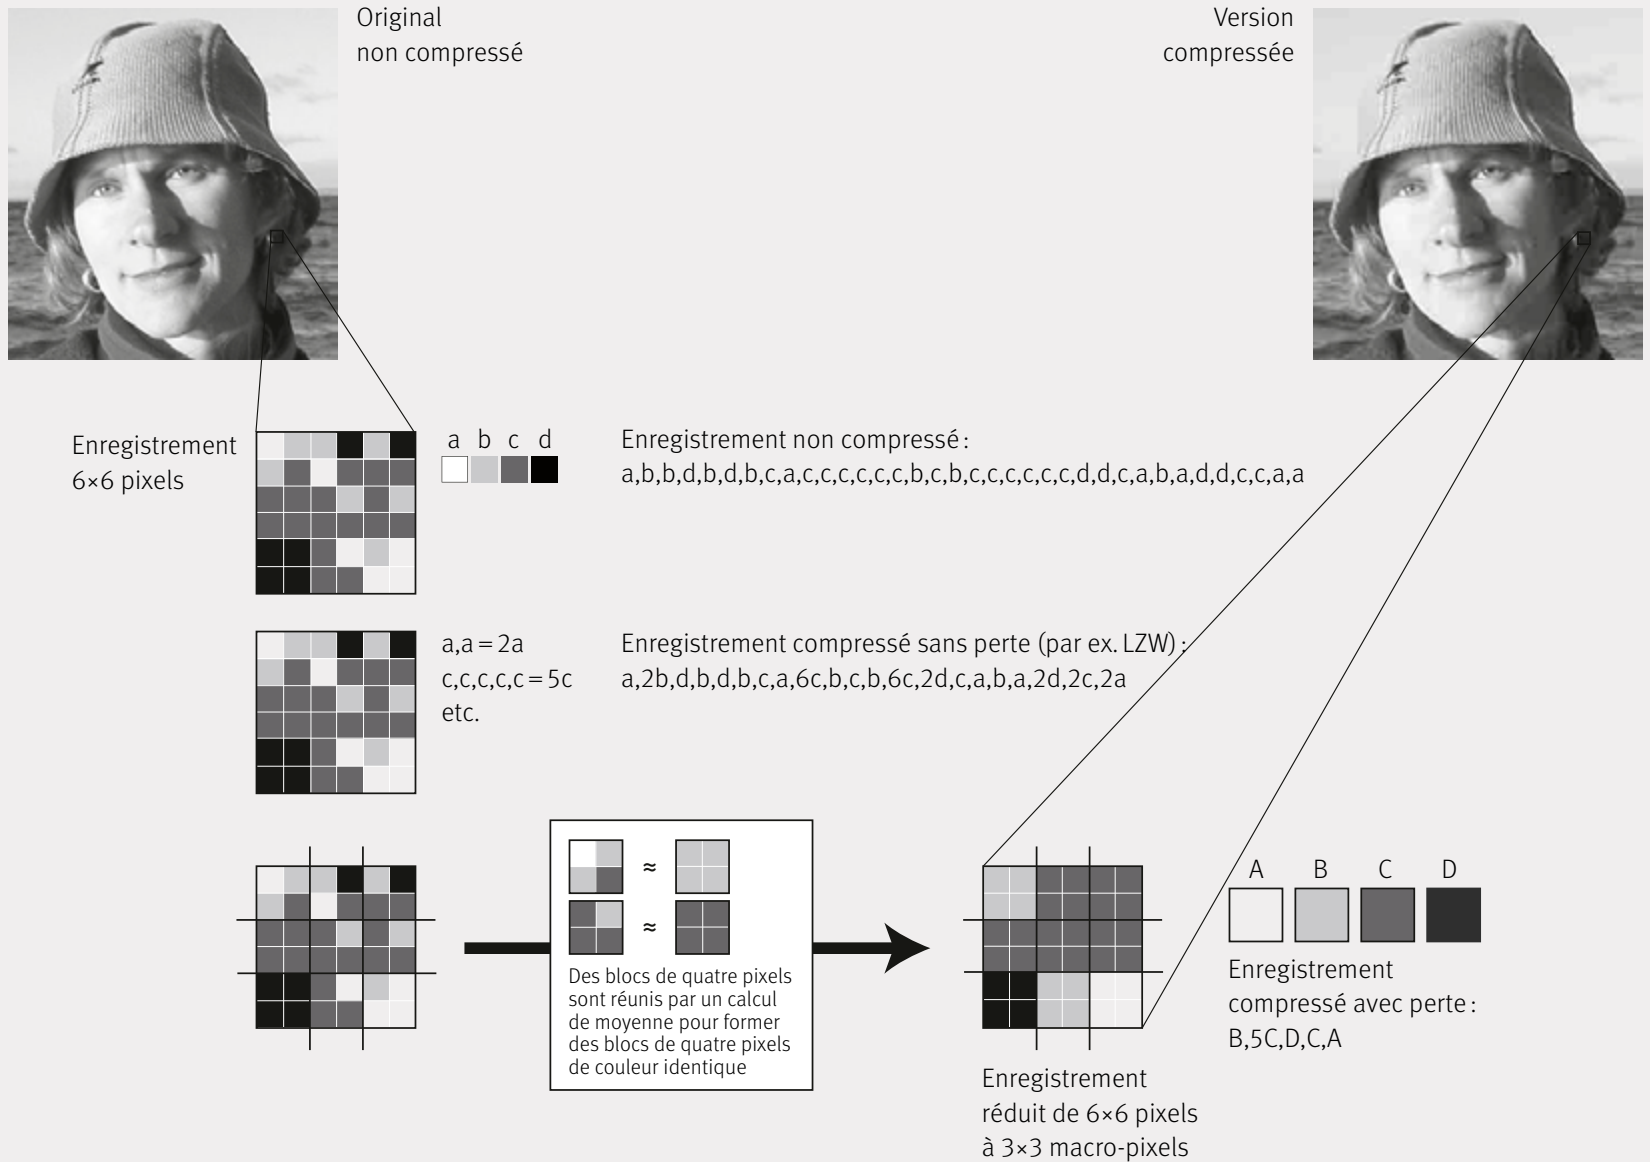 Original
non compressé
Version
compressée
Enregistrement
6×6 pixels
a b c d
Enregistrement non compressé :
a,b,b,d,b,d,b,c,a,c,c,c,c,c,c,b,c,b,c,c,c,c,c,c,d,d,c,a,b,a,d,d,c,c,a,a
a,a = 2a
c,c,c,c,c = 5c
etc.
Enregistrement compressé sans perte (par ex. LZW) :
a,2b,d,b,d,b,c,a,6c,b,c,b,6c,2d,c,a,b,a,2d,2c,2a
≈
≈
Des blocs de quatre pixels
sont réunis par un calcul
de moyenne pour former
des blocs de quatre pixels
de couleur identique
A B C D
Enregistrement
compressé avec perte :
B,5C,D,C,A
Enregistrement
réduit de 6×6 pixels
à 3×3 macro-pixels